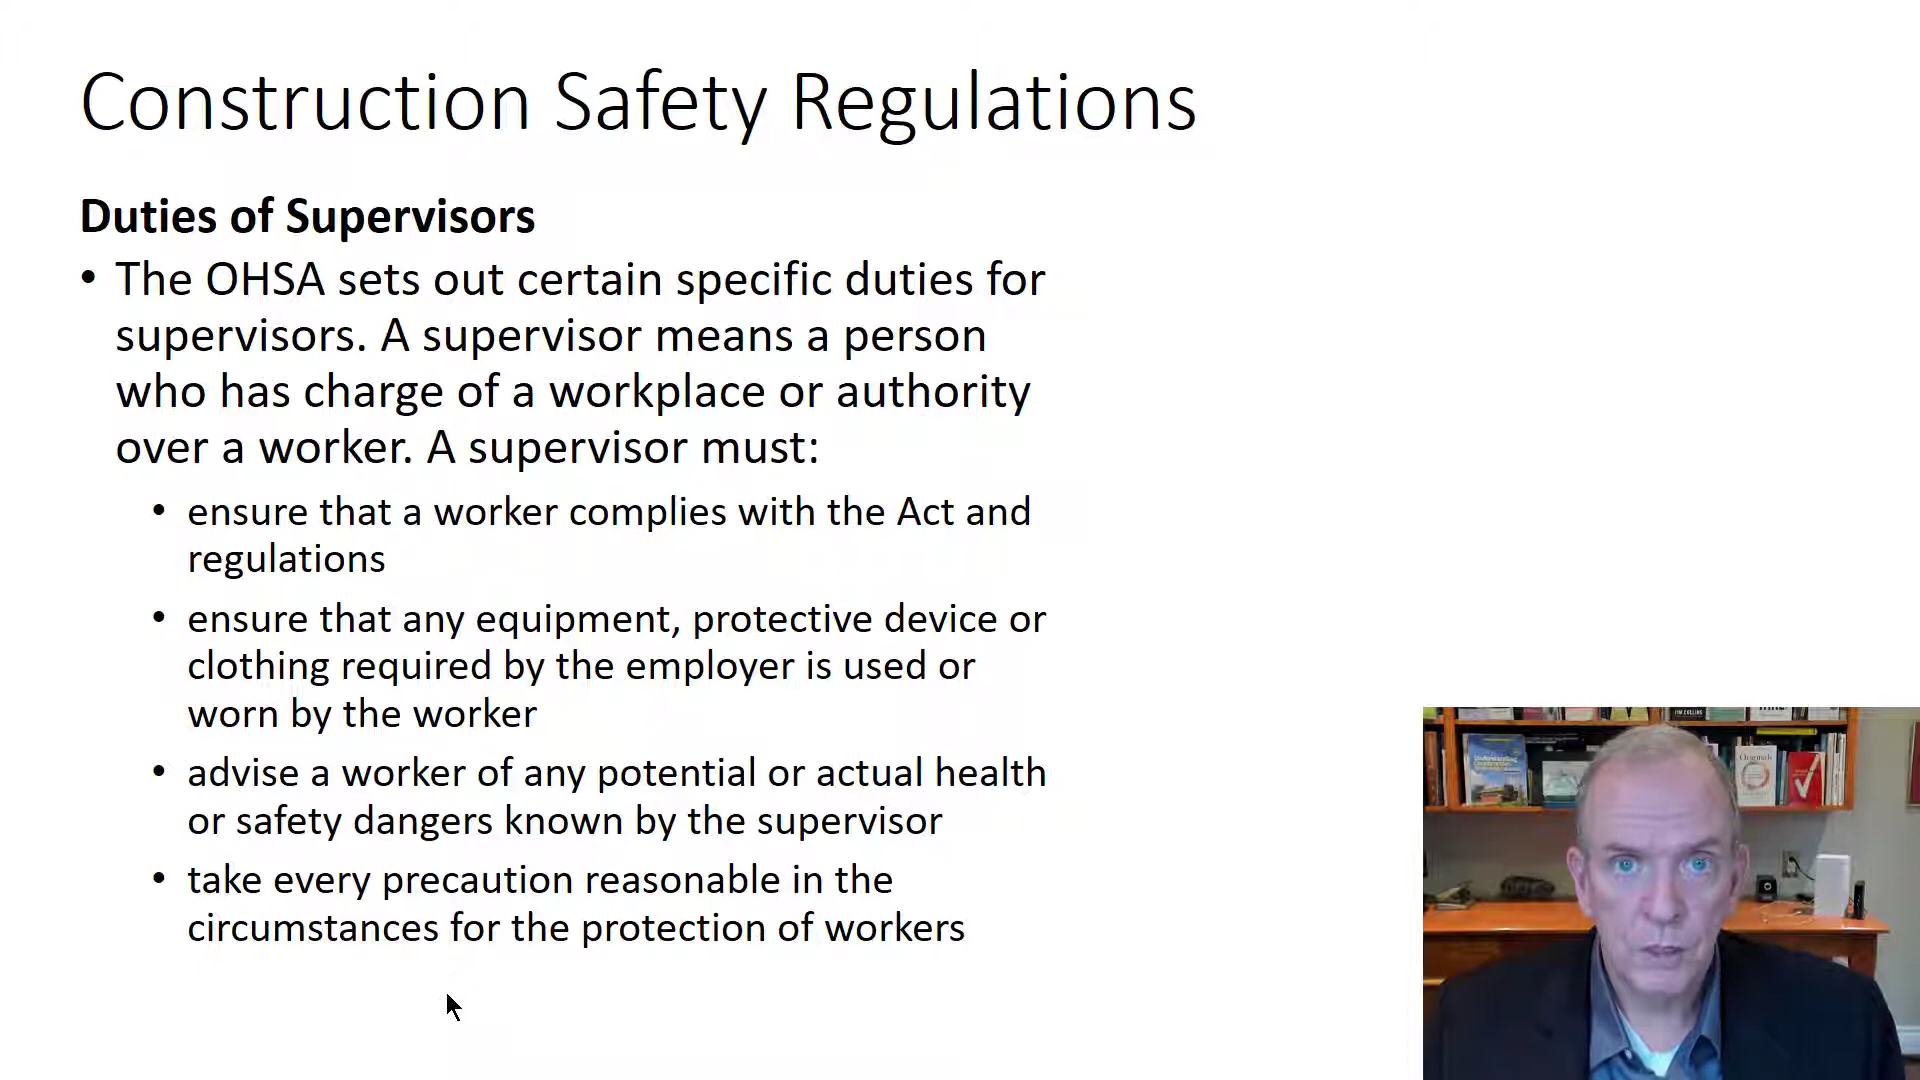 Construction Safety Regulations
Duties of Supervisors
• The OHSA sets out certain specific duties for
supervisors. A supervisor means a person
who has charge of a workplace or authority
over a worker. A supervisor must:
• ensure that a worker complies with the Act and
regulations
• ensure that any equipment, protective device or
clothing required by the employer is used or
worn by the worker
• advise a worker of any potential or actual health
or safety dangers known by the supervisor
• take every precaution reasonable in the
circumstances for the protection of workers
JIM COLLINS
Understanding
Originals